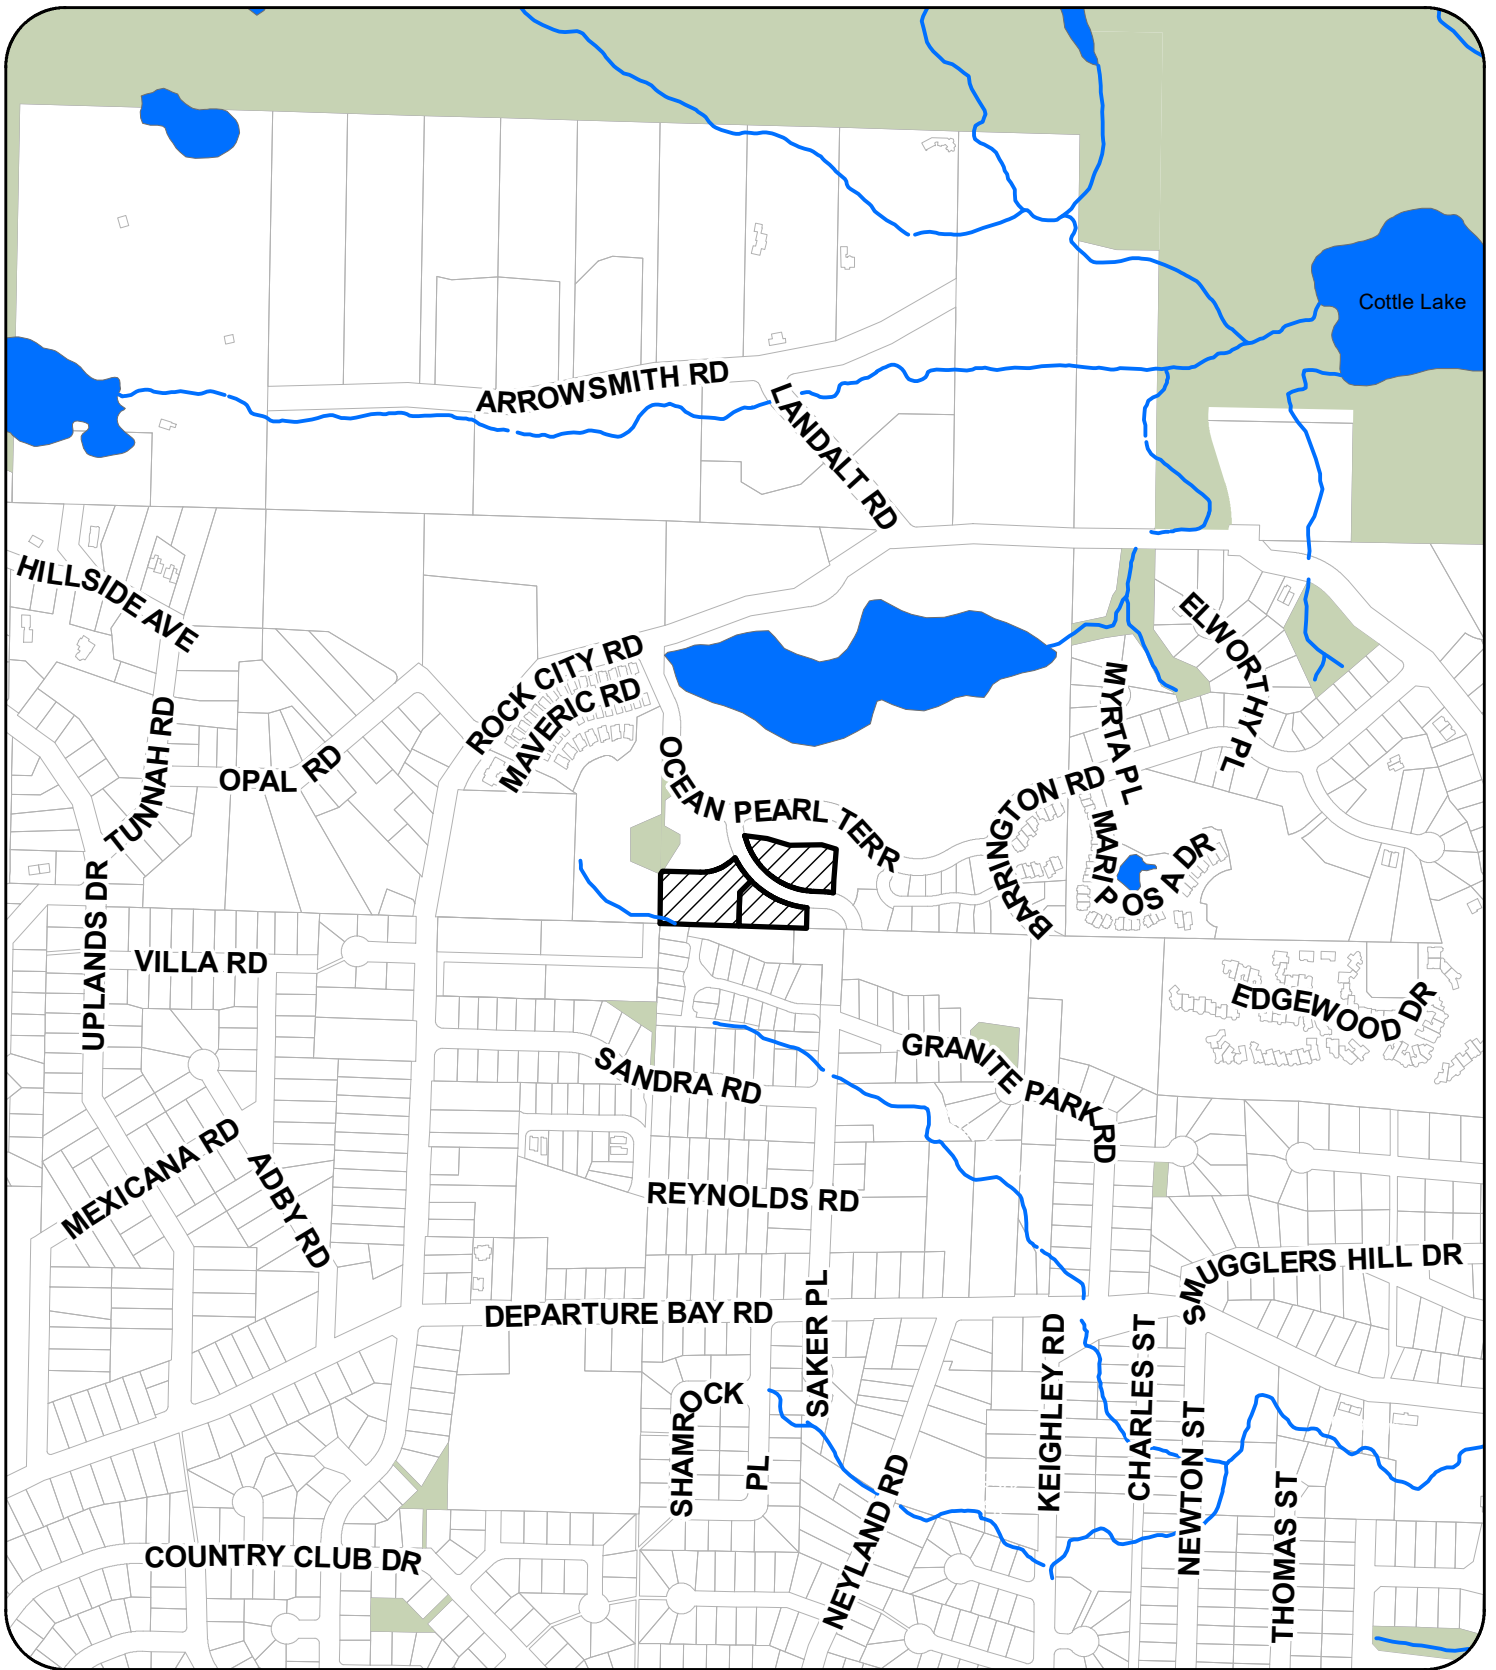 Cottle Lake
ARROWSMITH RD
LANDALT RD
HILLSIDE AVE
ELWORTHY PL
ROCK CITY RD
MAVERIC RD
MYRTA PL
TUNNAH RD
OPAL RD
OCEAN PEARL TERR
BARRINGTON RD
MARIPOSA DR
UPLANDS DR
VILLA RD
EDGEWOOD DR
GRANITE PARK RD
SANDRA RD
MEXICANA RD
ADBY RD
REYNOLDS RD
SMUGGLERS HILL DR
DEPARTURE BAY RD
SAKER PL
KEIGHLEY RD
CHARLES ST
SHAMROCK PL
NEWTON ST
NEYLAND RD
THOMAS ST
COUNTRY CLUB DR